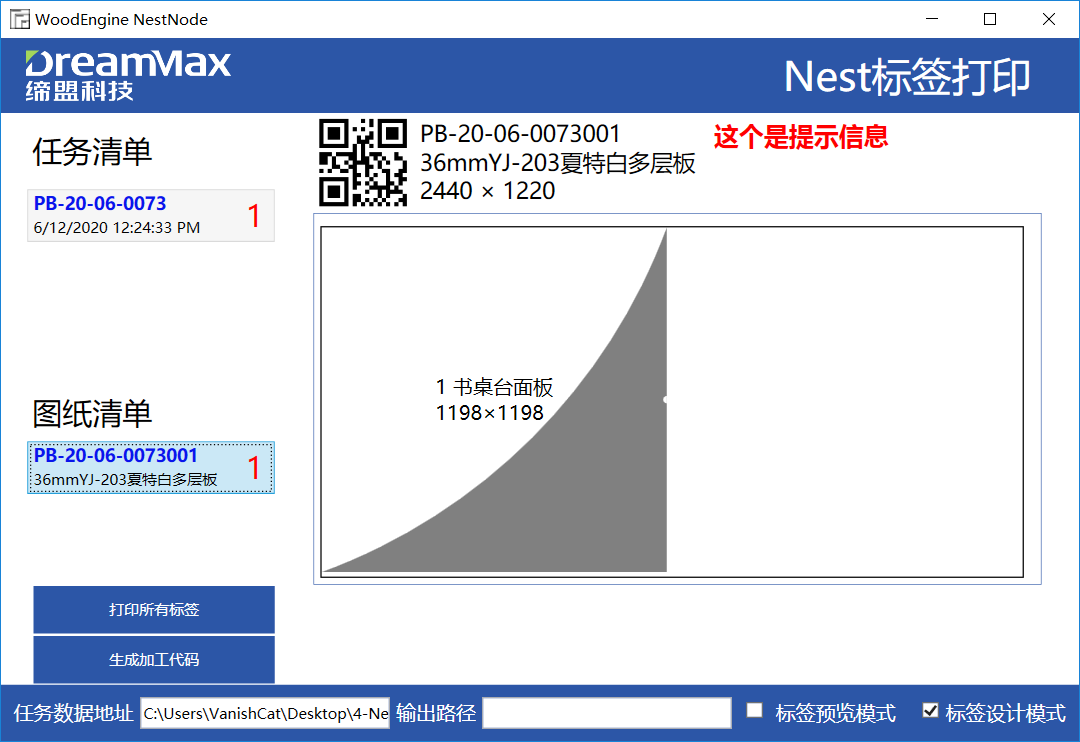 WoodEngine NestNode
DreamMax
缔盟科技
Nest标签打印
任务清单
PB-20-06-0073
6/12/2020 12:24:33 PM
1
图纸清单
PB-20-06-0073001
36mmYJ-203夏特白多层板
1
打印所有标签
生成加工代码
PB-20-06-0073001
36mmYJ-203夏特白多层板
2440 × 1220
这个是提示信息
1 书桌台面板
1198×1198
任务数据地址 C:\Users\VanishCat\Desktop\4-Ne 输出路径 标签预览模式 标签设计模式